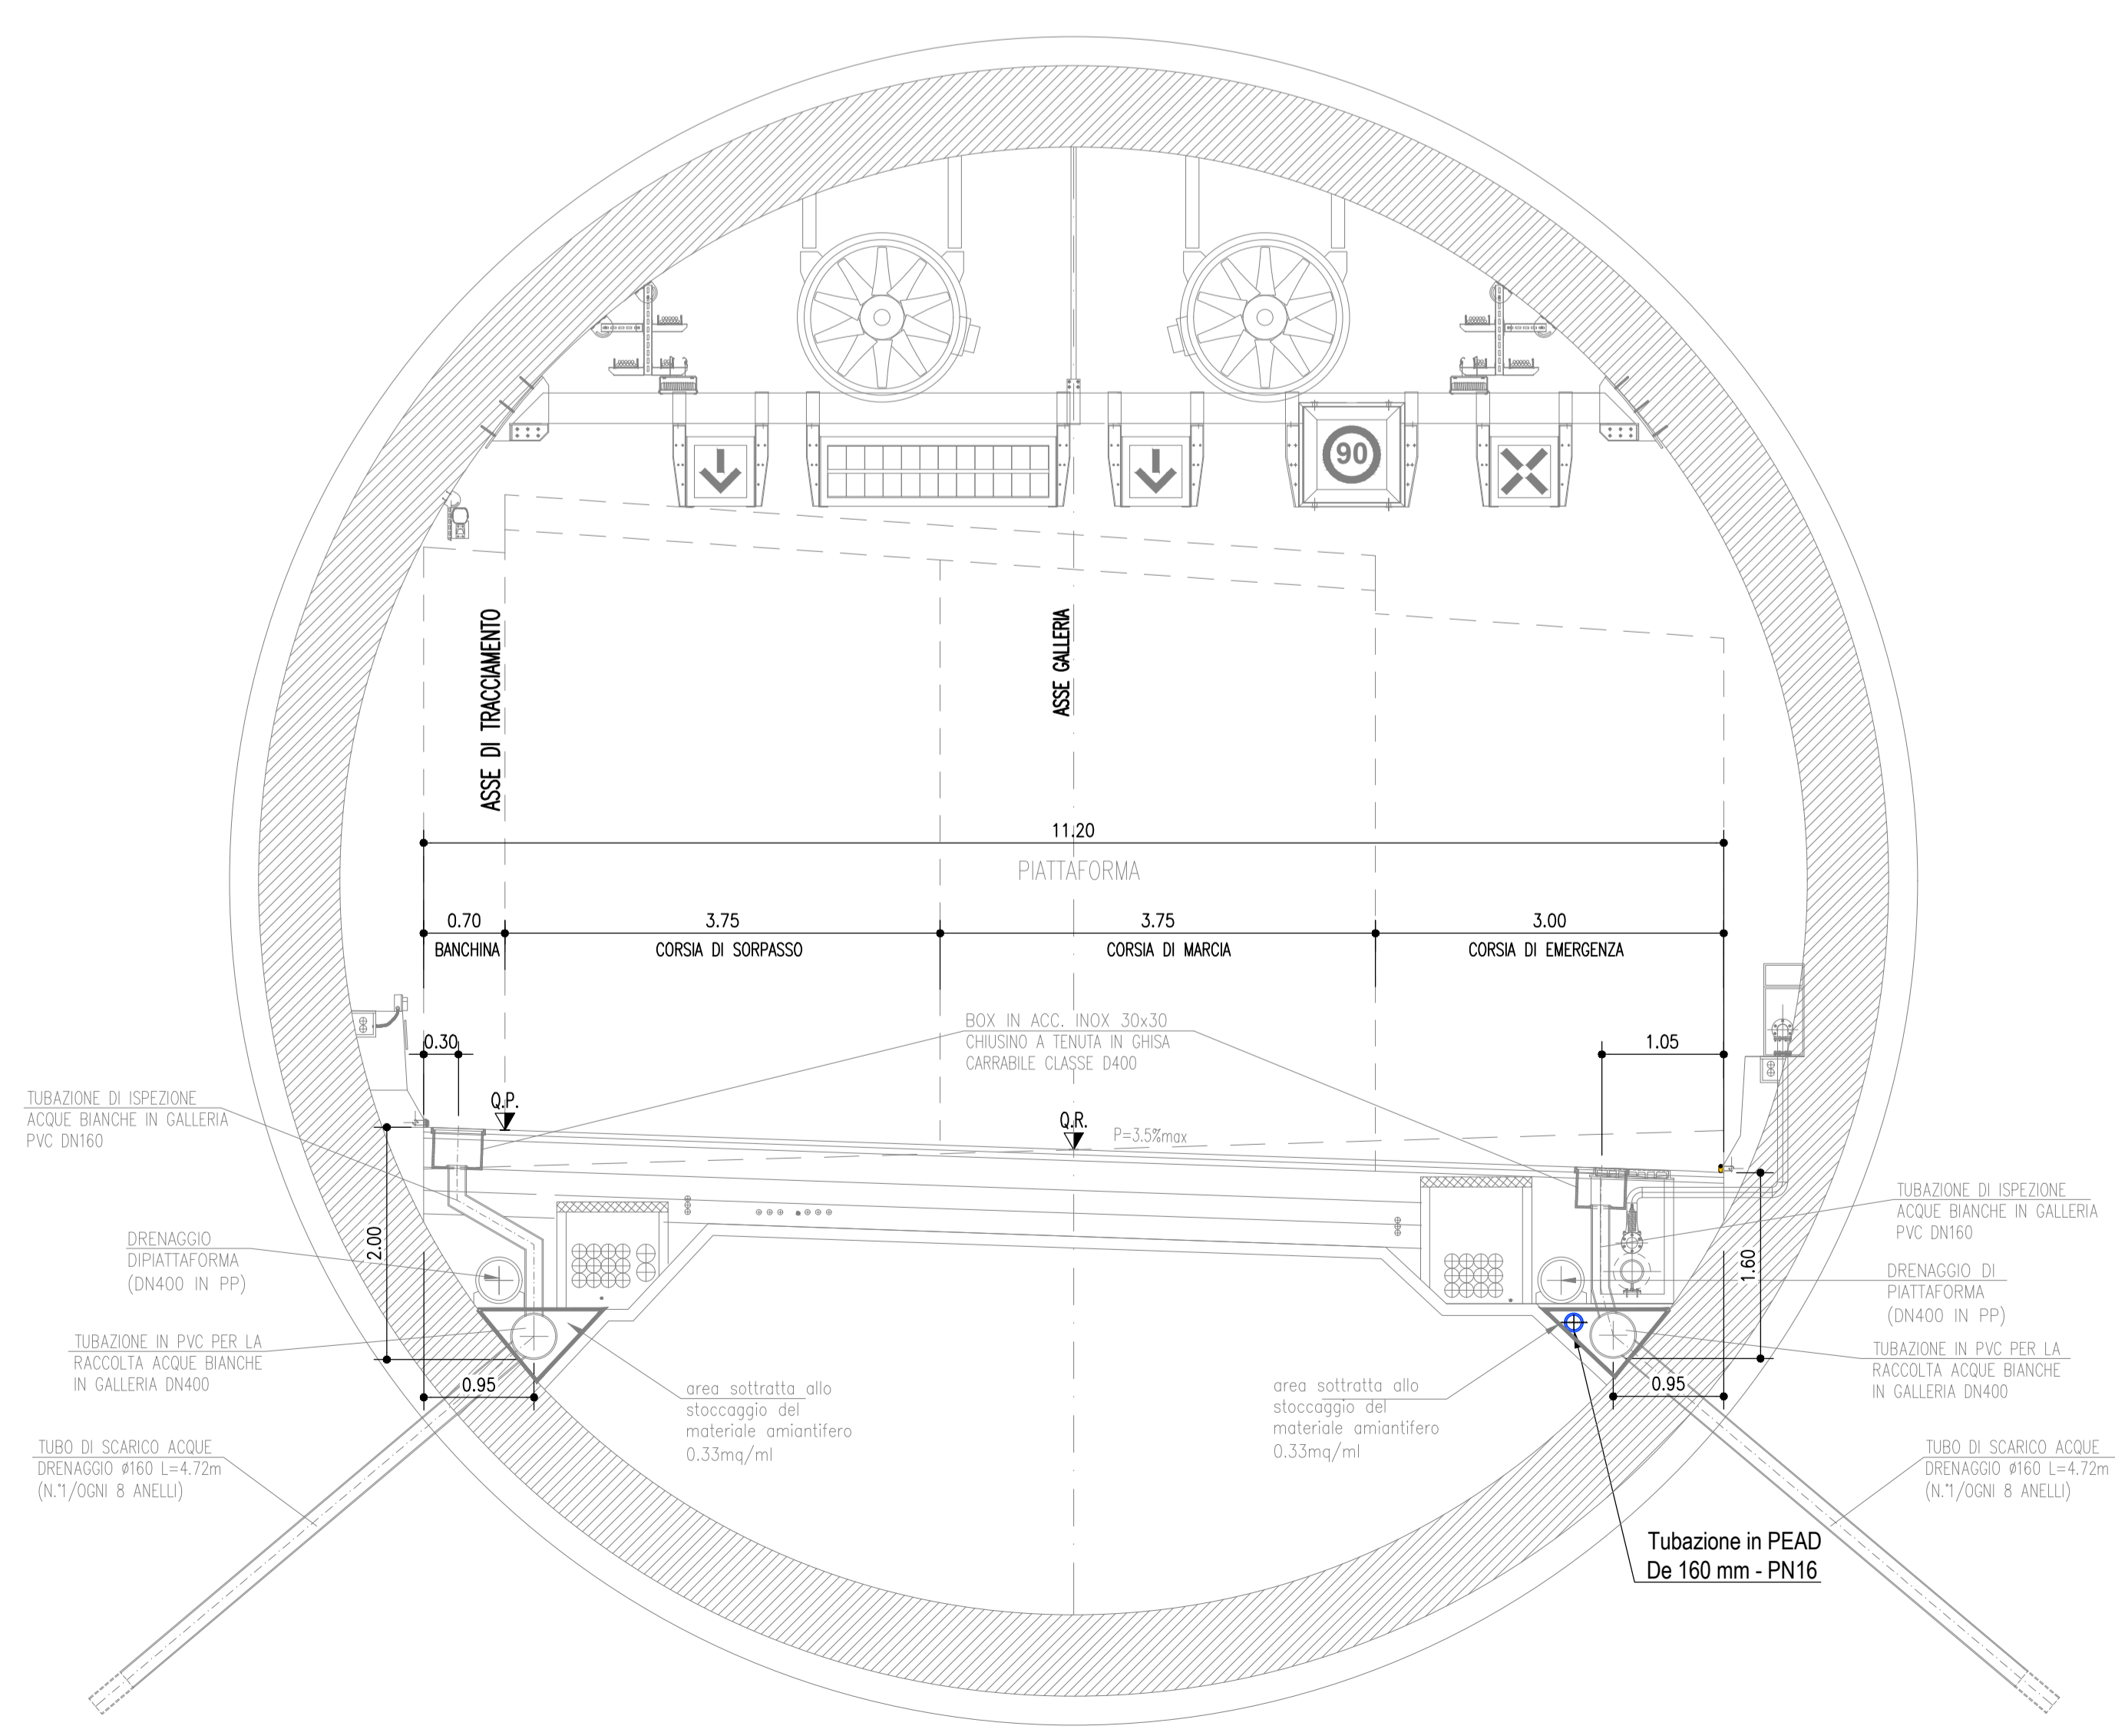 90
ASSE DI TRACCIAMENTO
ASSE GALLERIA
11.20
PIATTAFORMA
0.70
3.75
3.75
3.00
BANCHINA
CORSIA DI SORPASSO
CORSIA DI MARCIA
CORSIA DI EMERGENZA
BOX IN ACC. INOX 30x30
CHIUSINO A TENUTA IN GHISA
CARRABILE CLASSE D400
0.30
1.05
TUBAZIONE DI ISPEZIONE
ACQUE BIANCHE IN GALLERIA
PVC DN160
Q.P.
Q.R.
P=3.5%max
2.00
TUBAZIONE DI ISPEZIONE
ACQUE BIANCHE IN GALLERIA
PVC DN160
DRENAGGIO
DIPIATTAFORMA
(DN400 IN PP)
1.60
DRENAGGIO DI
PIATTAFORMA
(DN400 IN PP)
TUBAZIONE IN PVC PER LA
RACCOLTA ACQUE BIANCHE
IN GALLERIA DN400
TUBAZIONE IN PVC PER LA
RACCOLTA ACQUE BIANCHE
IN GALLERIA DN400
0.95
0.95
area sottratta allo
stoccaggio del
materiale amiantifero
0.33mq/ml
area sottratta allo
stoccaggio del
materiale amiantifero
0.33mq/ml
TUBO DI SCARICO ACQUE
DRENAGGIO ø160 L=4.72m
(N.°1/OGNI 8 ANELLI)
TUBO DI SCARICO ACQUE
DRENAGGIO ø160 L=4.72m
(N.°1/OGNI 8 ANELLI)
Tubazione in PEAD
De 160 mm - PN16